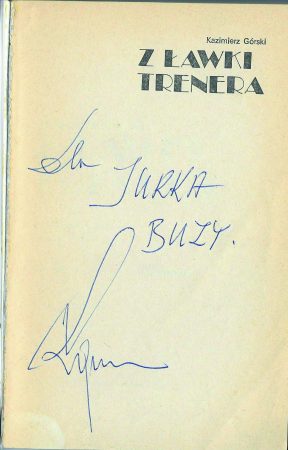 Kazimierz Górski
Z ŁAWKI
TRENERA
Dla JURKA
BUZY.